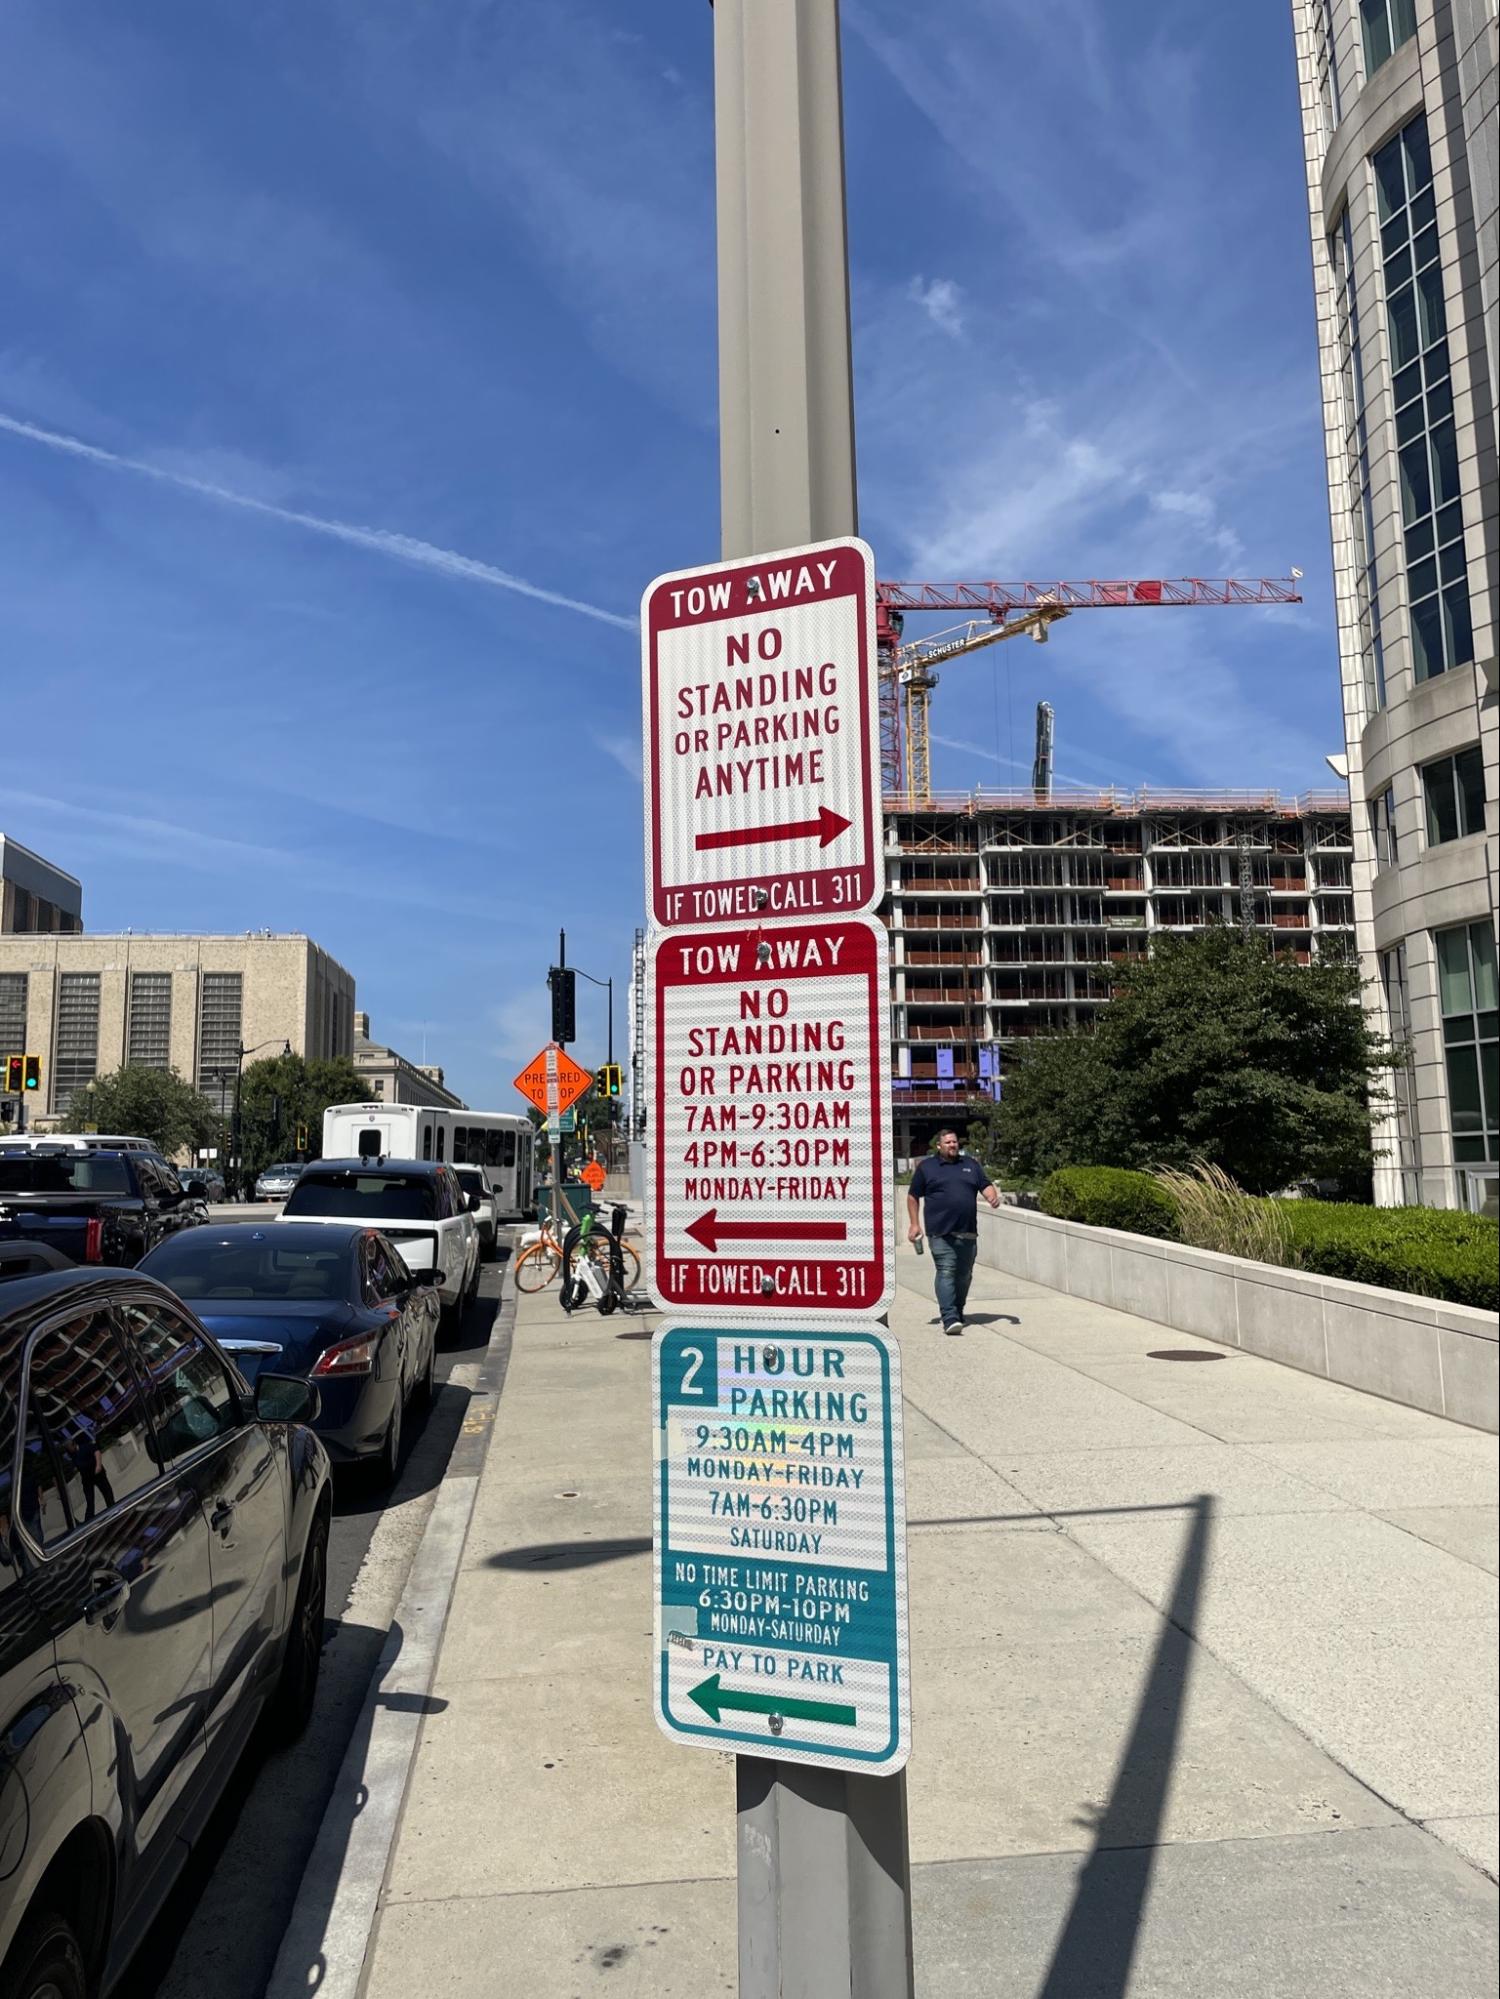 TOW AWAY
NO
STANDING
OR PARKING
ANYTIME
IF TOWED CALL 311
TOW AWAY
NO
STANDING
OR PARKING
7AM-9:30AM
4PM-6:30PM
MONDAY-FRIDAY
IF TOWED CALL 311
2 HOUR
PARKING
9:30AM-4PM
MONDAY-FRIDAY
7AM-6:30PM
SATURDAY
NO TIME LIMIT PARKING
6:30PM-10PM
MONDAY-SATURDAY
PAY TO PARK
SCHUSTER